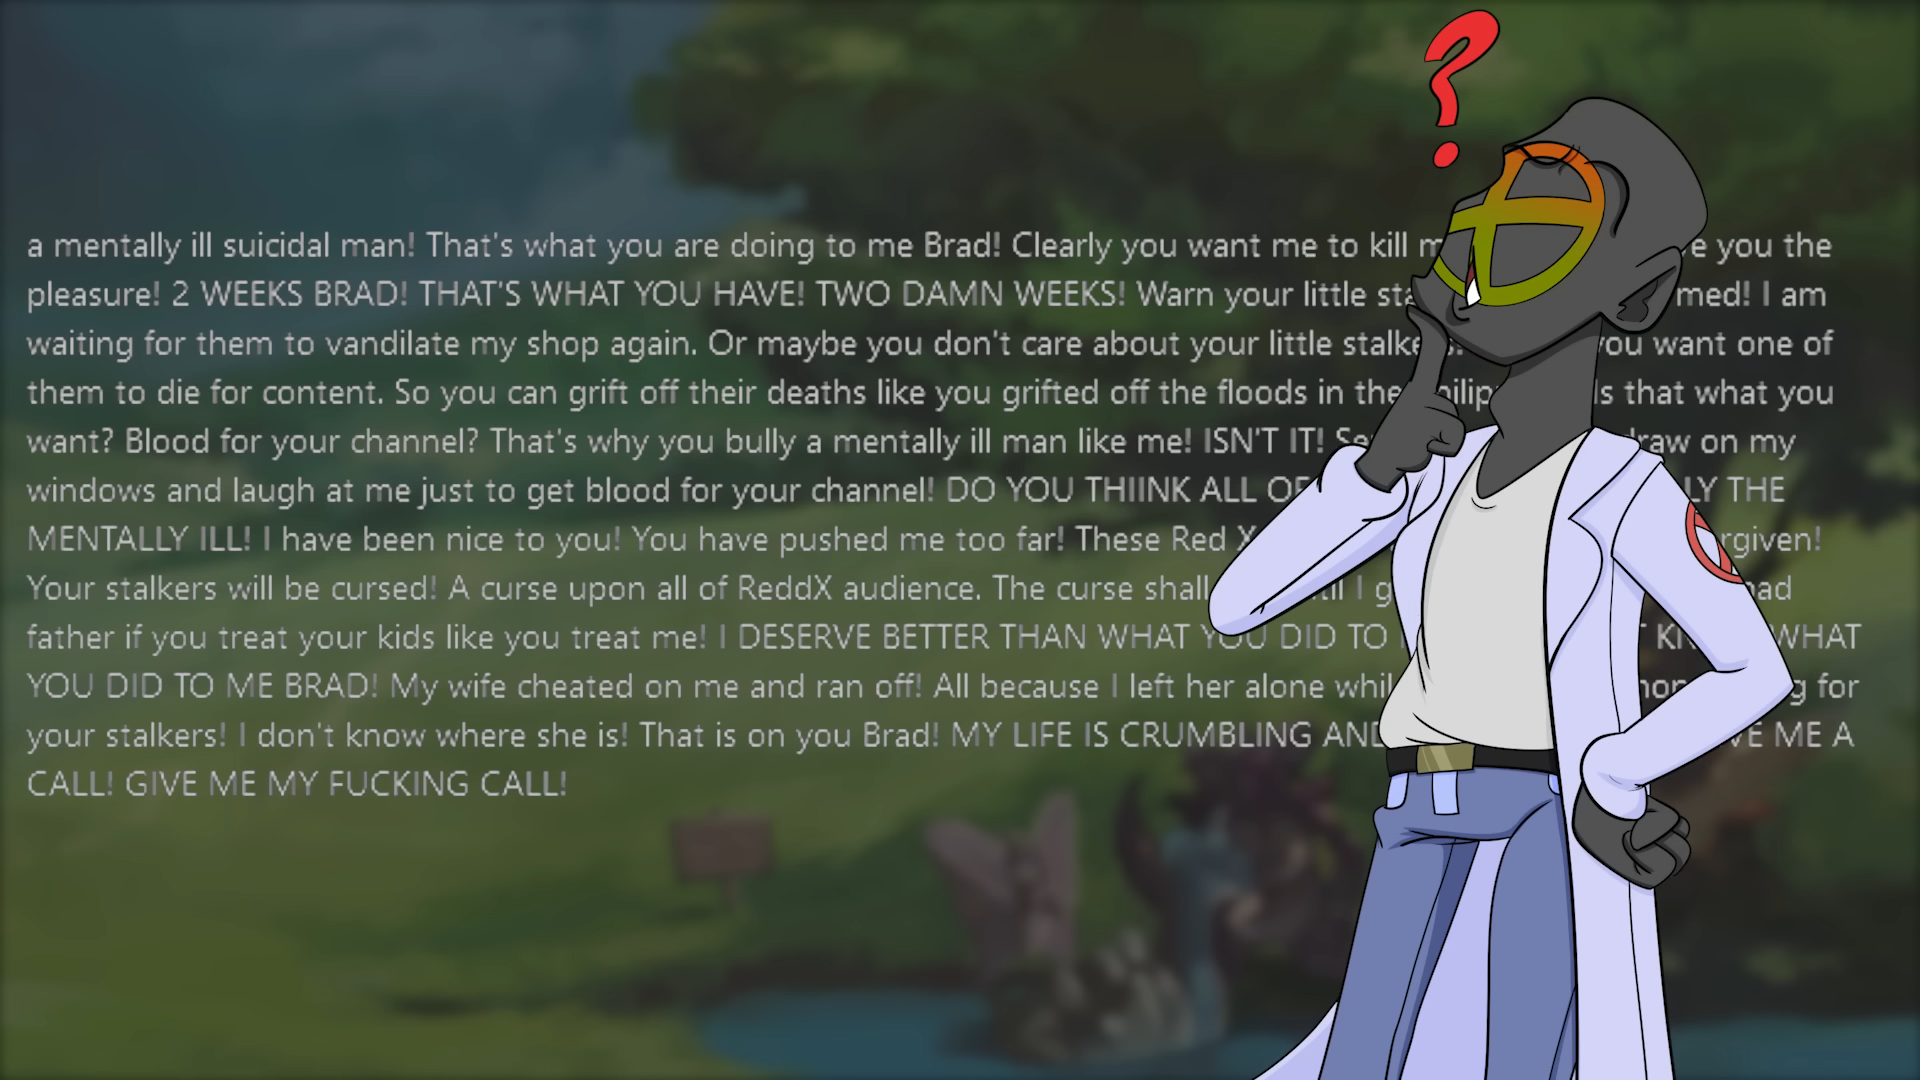 ?
a mentally ill suicidal man! That's what you are doing to me Brad! Clearly you want me to kill you the
pleasure! 2 WEEKS BRAD! THAT'S WHAT YOU HAVE! TWO DAMN WEEKS! Warn your little I am
waiting for them to vandilate my shop again. Or maybe you don't care about your little you want one of
them to die for content. So you can grift off their deaths like you grifted off the floods in the Is that what you
want? Blood for your channel? That's why you bully a mentally ill man like me! ISN'T IT! on my
windows and laugh at me just to get blood for your channel! DO YOU THIINK ALL THE
MENTALLY ILL! I have been nice to you! You have pushed me too far! These Red X
Your stalkers will be cursed! A curse upon all of ReddX audience. The curse shall I
father if you treat your kids like you treat me! I DESERVE BETTER THAN WHAT YOU DID TO WHAT
YOU DID TO ME BRAD! My wife cheated on me and ran off! All because I left her alone for
your stalkers! I don't know where she is! That is on you Brad! MY LIFE IS CRUMBLING ME A
CALL! GIVE ME MY FUCKING CALL!